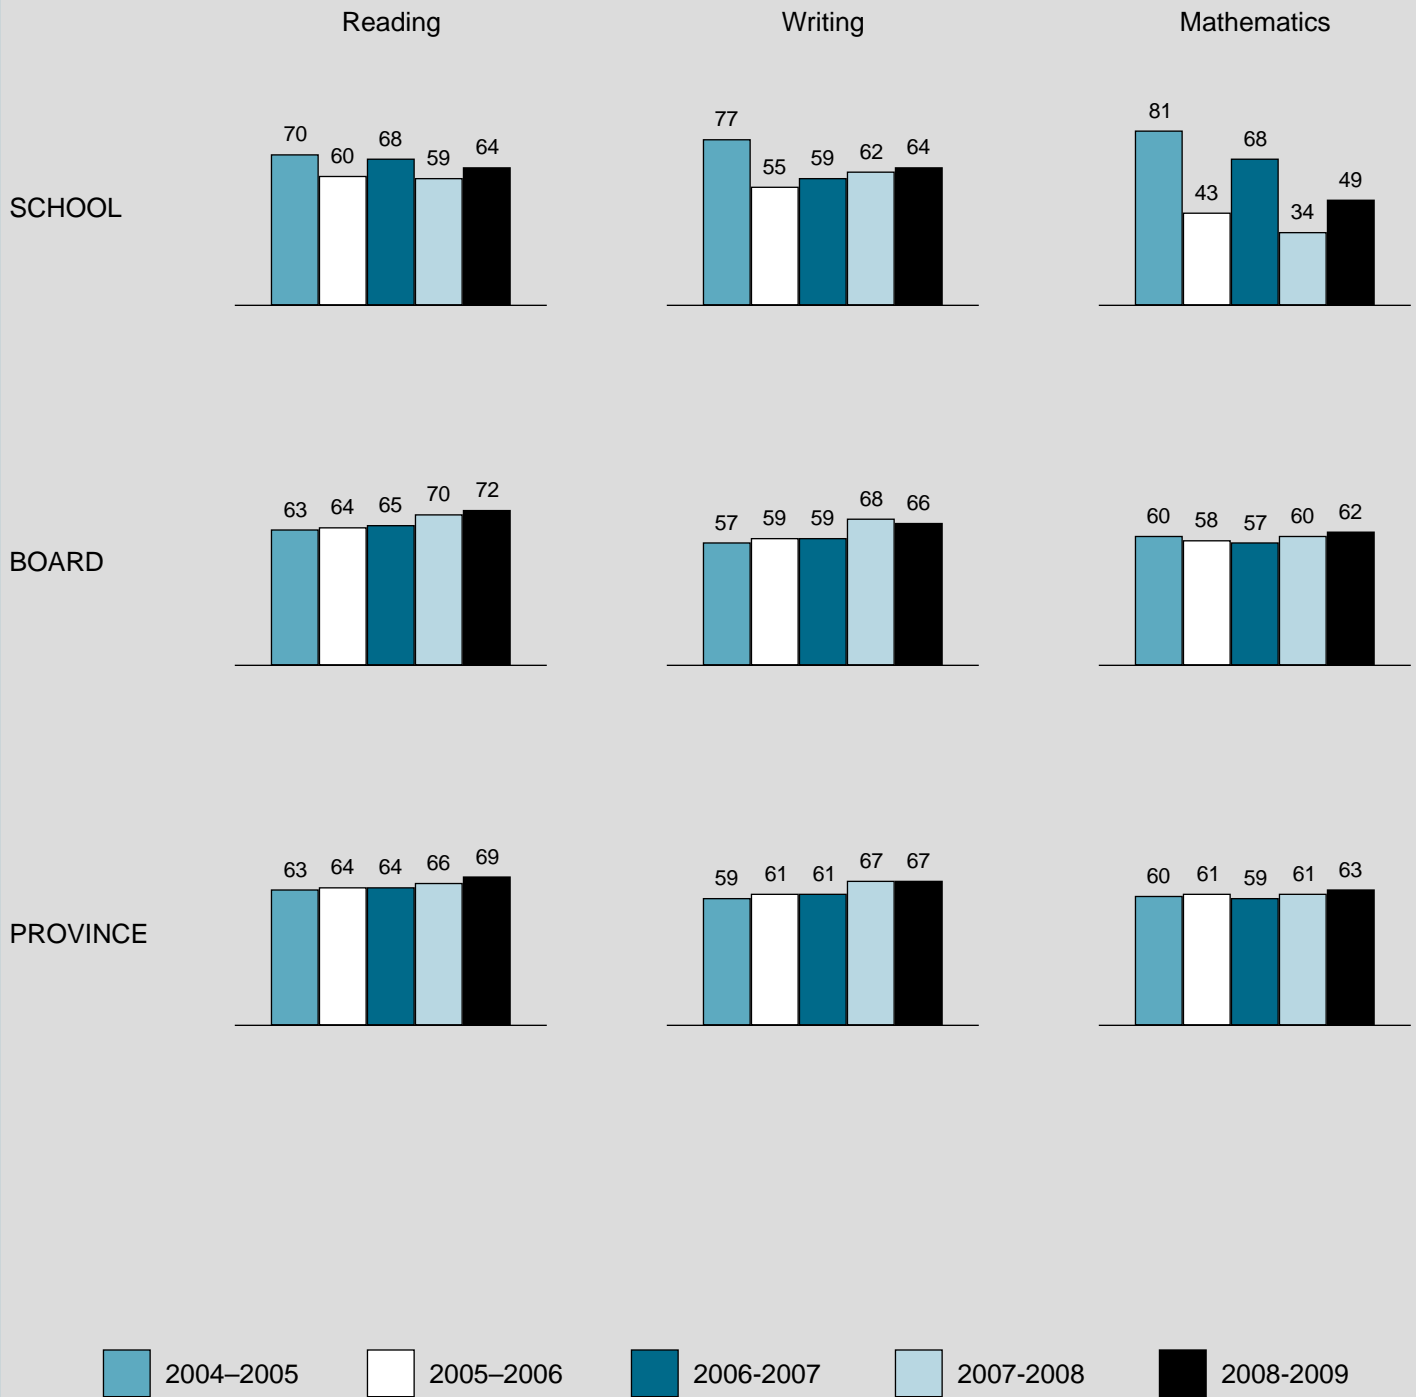 Reading Writing Mathematics
SCHOOL
70 60 68 59 64
77 55 59 62 64
81 43 68 34 49
BOARD
63 64 65 70 72
57 59 59 68 66
60 58 57 60 62
PROVINCE
63 64 64 66 69
59 61 61 67 67
60 61 59 61 63
2004–2005 2005–2006 2006-2007 2007-2008 2008-2009